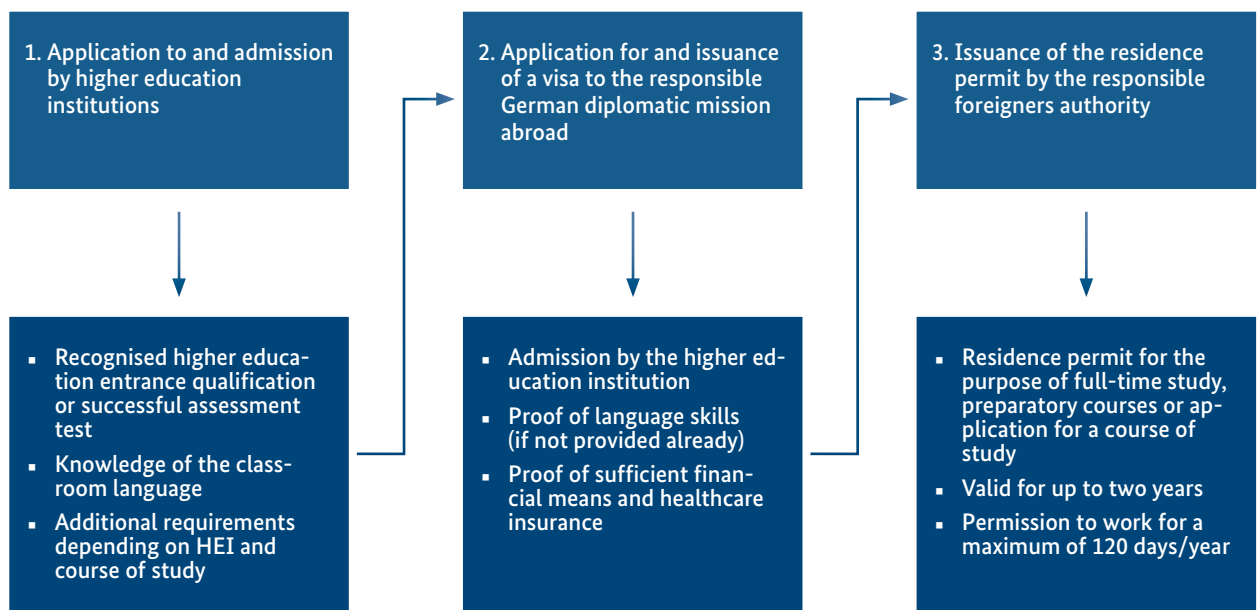 1. Application to and admission
by higher education
institutions
▪ Recognised higher educa-
tion entrance qualification
or successful assessment
test
▪ Knowledge of the class-
room language
▪ Additional requirements
depending on HEI and
course of study
2. Application for and issuance
of a visa to the responsible
German diplomatic mission
abroad
▪ Admission by the higher ed-
ucation institution
▪ Proof of language skills
(if not provided already)
▪ Proof of sufficient finan-
cial means and healthcare
insurance
3. Issuance of the residence
permit by the responsible
foreigners authority
▪ Residence permit for the
purpose of full-time study,
preparatory courses or ap-
plication for a course of
study
▪ Valid for up to two years
▪ Permission to work for a
maximum of 120 days/year